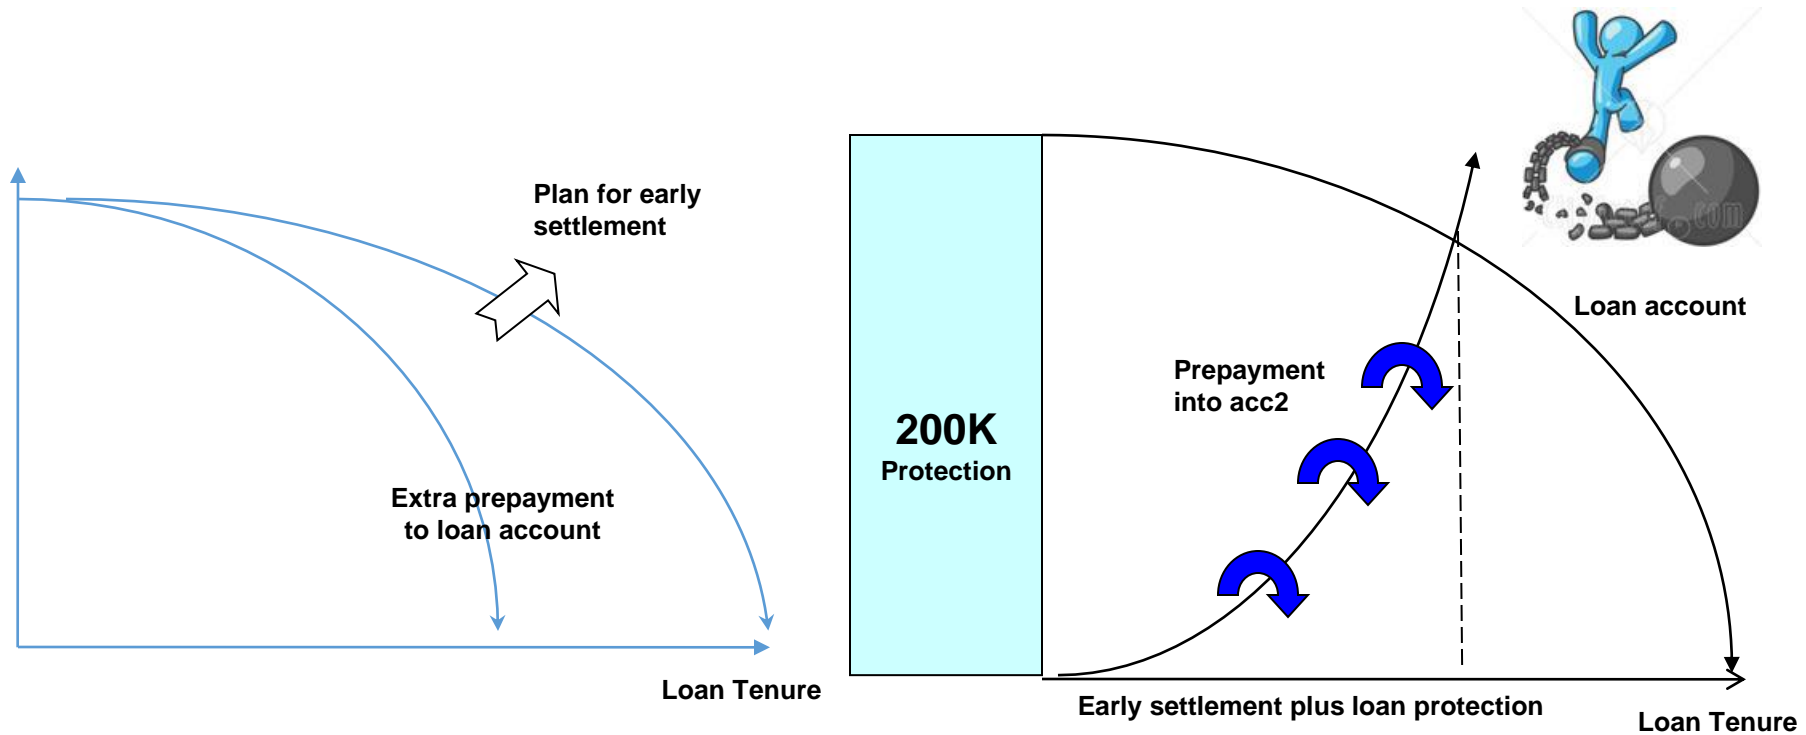 Plan for early
settlement
Extra prepayment
to loan account
Loan Tenure
200K
Protection
Prepayment
into acc2
Loan account
Early settlement plus loan protection
Loan Tenure